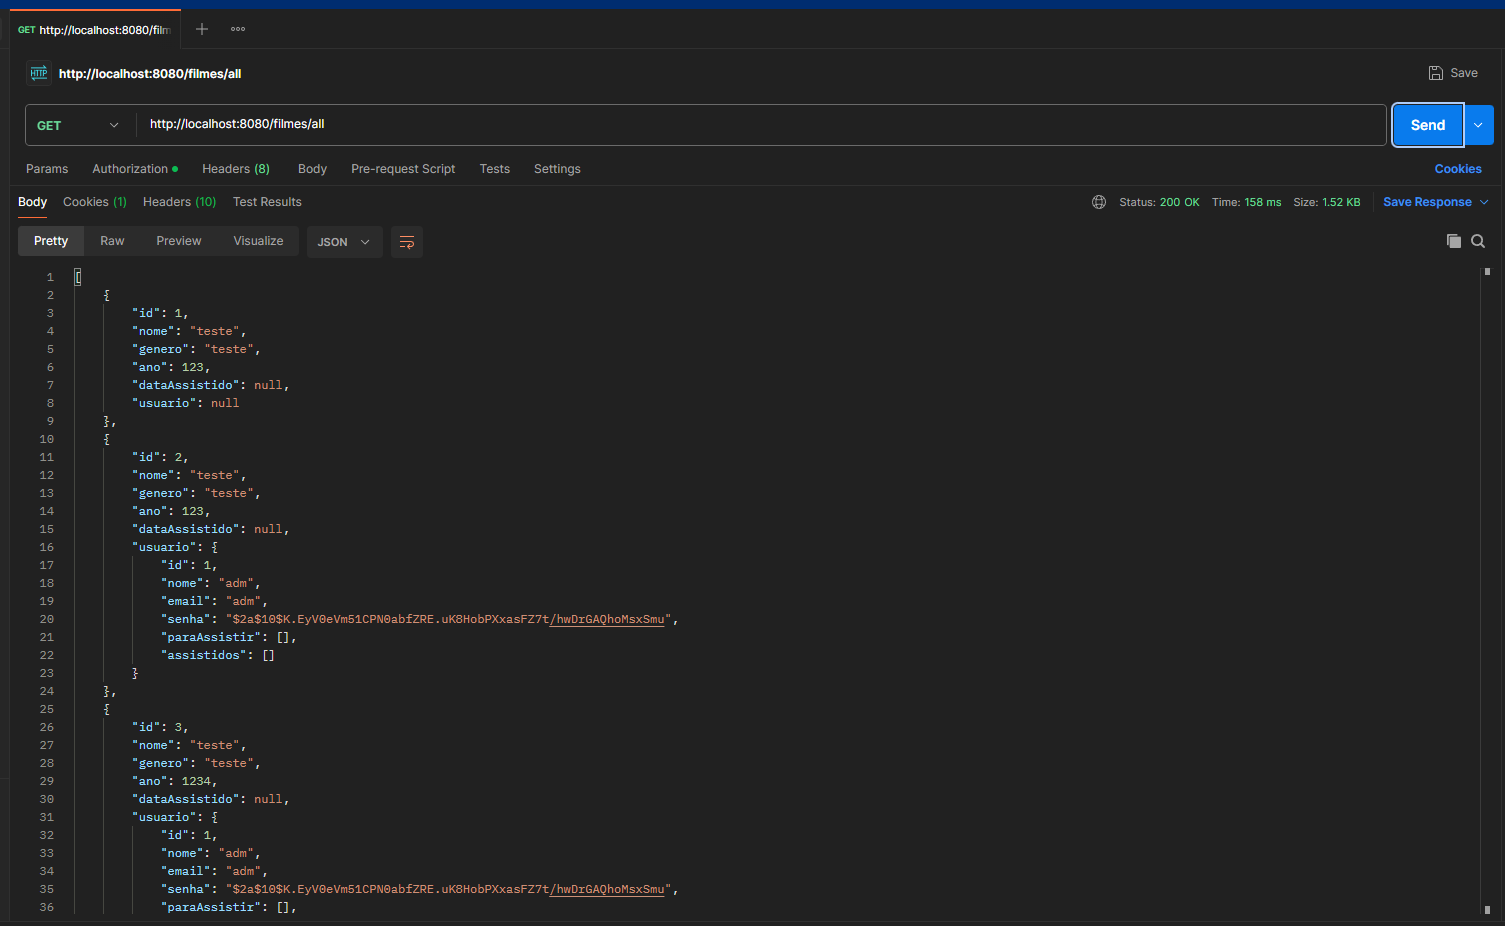 GET http://localhost:8080/film
http://localhost:8080/filmes/all
Save
GET http://localhost:8080/filmes/all
Send
Params Authorization Headers (8) Body Pre-request Script Tests Settings
Cookies
Body Cookies (1) Headers (10) Test Results
Status: 200 OK Time: 158 ms Size: 1.52 KB Save Response
Pretty Raw Preview Visualize JSON
1 [
2 {
3 "id": 1,
4 "nome": "teste",
5 "genero": "teste",
6 "ano": 123,
7 "dataAssistido": null,
8 "usuario": null
9 },
10 {
11 "id": 2,
12 "nome": "teste",
13 "genero": "teste",
14 "ano": 123,
15 "dataAssistido": null,
16 "usuario": {
17 "id": 1,
18 "nome": "adm",
19 "email": "adm",
20 "senha": "$2a$10$K.EyV0eVm51CPN0abfZRE.uK8HobPXxasFZ7t/hwDrGAQhoMsxSmu",
21 "paraAssistir": [],
22 "assistidos": []
23 }
24 },
25 {
26 "id": 3,
27 "nome": "teste",
28 "genero": "teste",
29 "ano": 1234,
30 "dataAssistido": null,
31 "usuario": {
32 "id": 1,
33 "nome": "adm",
34 "email": "adm",
35 "senha": "$2a$10$K.EyV0eVm51CPN0abfZRE.uK8HobPXxasFZ7t/hwDrGAQhoMsxSmu",
36 "paraAssistir": [],